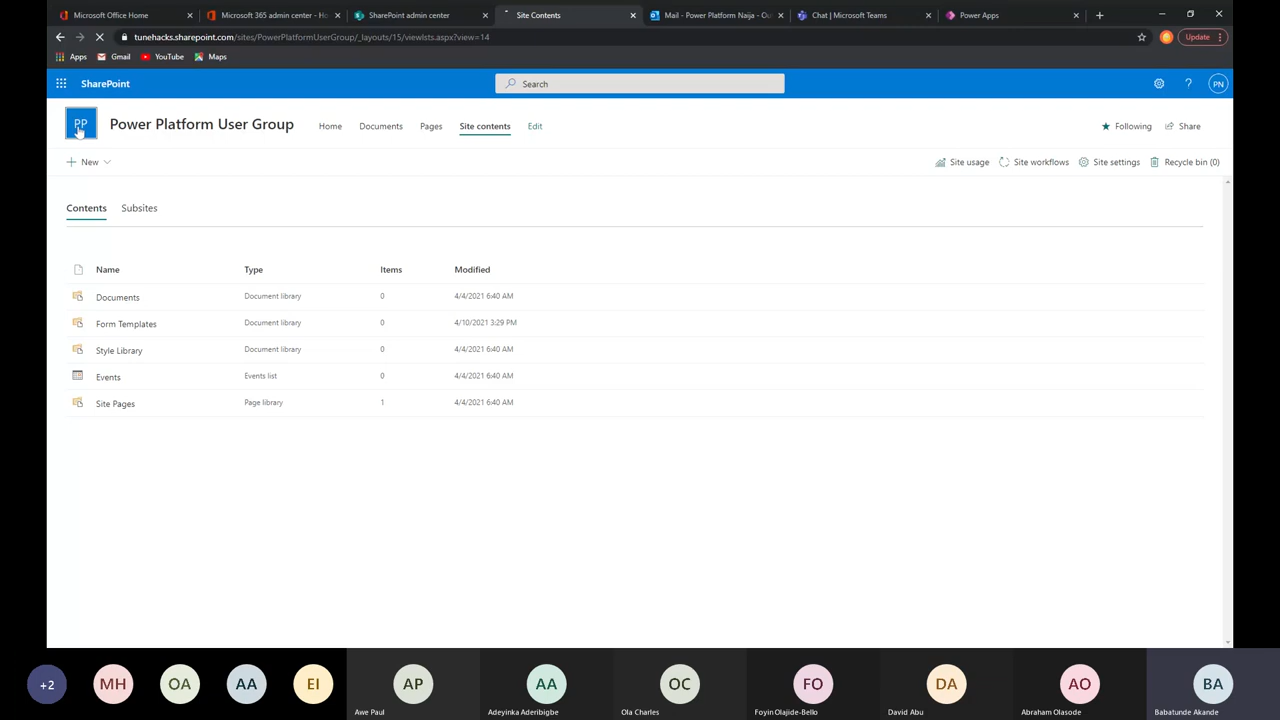 Microsoft Office Home
Microsoft 365 admin center - Ho
SharePoint admin center
Site Contents
Mail - Power Platform Naija - Ou
Chat | Microsoft Teams
Power Apps
tunehacks.sharepoint.com/sites/PowerPlatformUserGroup/_layouts/15/viewlsts.aspx?view=14
Update
Apps
Gmail
YouTube
Maps
SharePoint
Search
PN
PP
Power Platform User Group
Home
Documents
Pages
Site contents
Edit
Following
Share
New
Site usage
Site workflows
Site settings
Recycle bin (0)
Contents
Subsites
Name Type Items Modified
Documents Document library 0 4/4/2021 6:40 AM
Form Templates Document library 0 4/10/2021 3:29 PM
Style Library Document library 0 4/4/2021 6:40 AM
Events Events list 0 4/4/2021 6:40 AM
Site Pages Page library 1 4/4/2021 6:40 AM
+2
MH
OA
AA
EI
AP
AA
OC
FO
DA
AO
BA
Awe Paul
Adeyinka Aderibigbe
Ola Charles
Foyin Olajide-Bello
David Abu
Abraham Olasode
Babatunde Akande